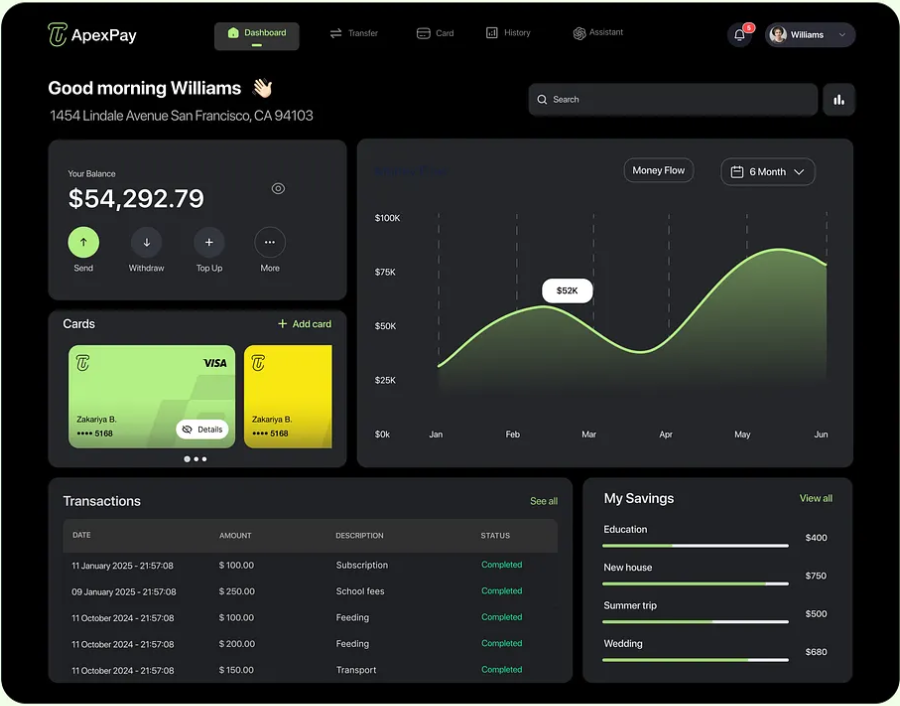 ApexPay
Dashboard
Transfer
Card
History
Assistant
5
Williams
Good morning Williams 👋🏻
1454 Lindale Avenue San Francisco, CA 94103
Search
Your Balance
$54,292.79
Send
Withdraw
Top Up
More
Money Flow
Money Flow
6 Month
$100K
$75K
$50K
$25K
$0k
$52K
Jan
Feb
Mar
Apr
May
Jun
Cards
+ Add card
VISA
Zakariya B.
•••• 5168
Details
Zakariya B.
•••• 5168
Transactions
See all
DATE AMOUNT DESCRIPTION STATUS
11 January 2025 - 21:57:08 $ 100.00 Subscription Completed
09 January 2025 - 21:57:08 $ 250.00 School fees Completed
11 October 2024 - 21:57:08 $ 100.00 Feeding Completed
11 October 2024 - 21:57:08 $ 200.00 Feeding Completed
11 October 2024 - 21:57:08 $ 150.00 Transport Completed
My Savings
View all
Education
$400
New house
$750
Summer trip
$500
Wedding
$680